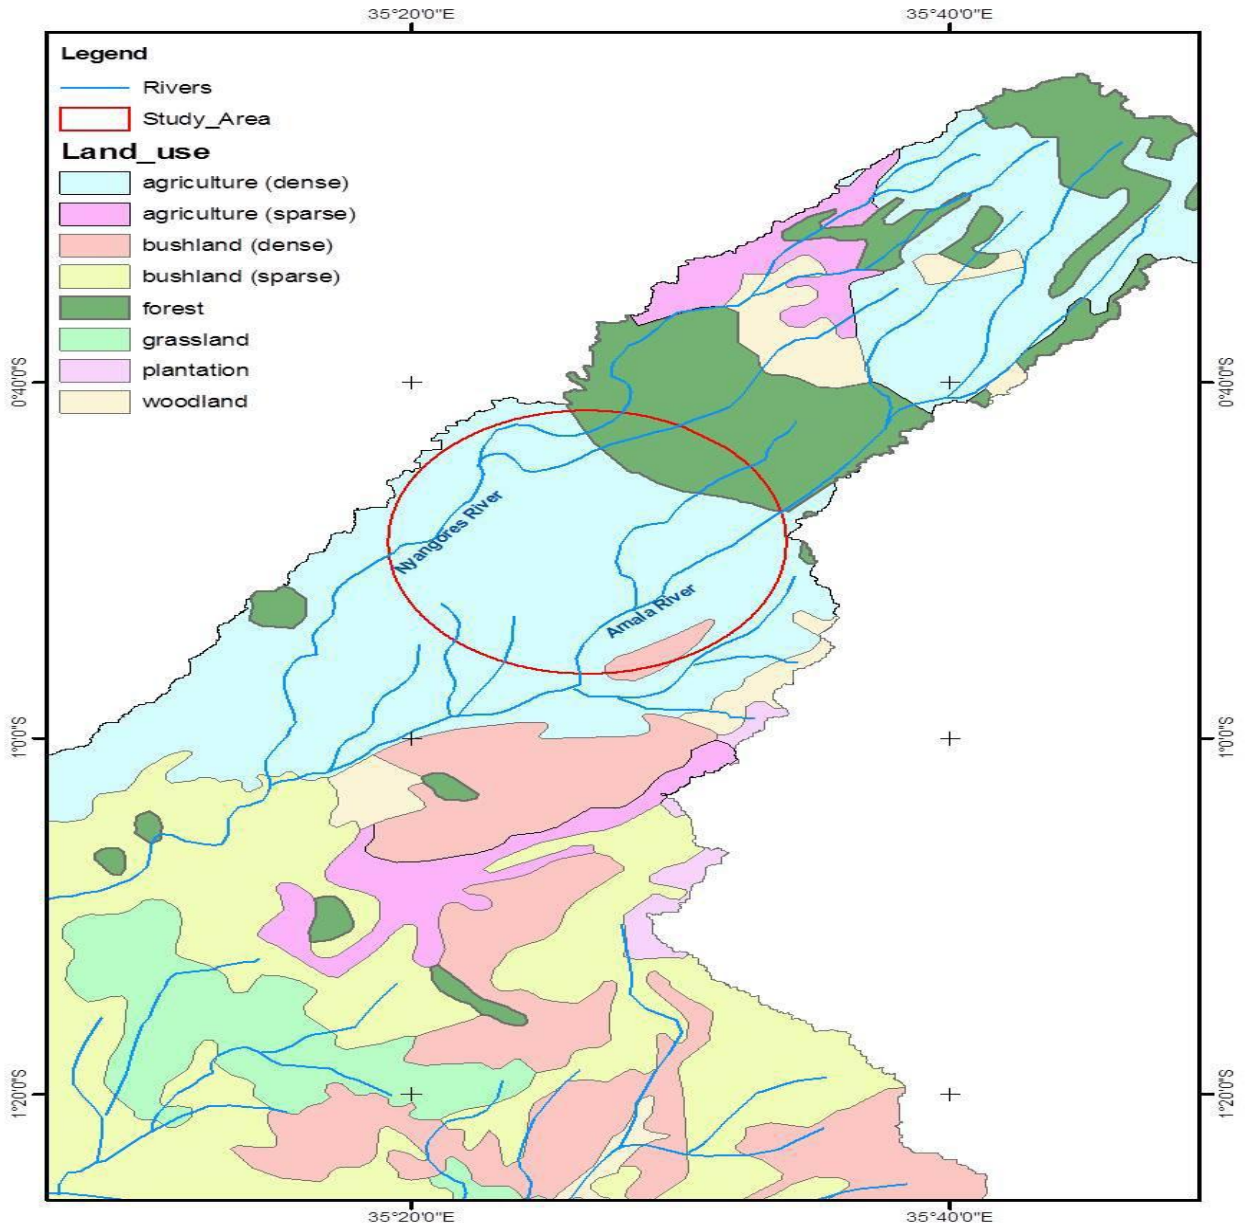 35°20'0"E 35°40'0"E
Legend
Rivers
Study_Area
Land_use
agriculture (dense)
agriculture (sparse)
bushland (dense)
bushland (sparse)
forest
grassland
plantation
woodland
0°40'0"S 0°40'0"S
Nyangores River
Amala River
1°0'0"S 1°0'0"S
1°20'0"S 1°20'0"S
35°20'0"E 35°40'0"E